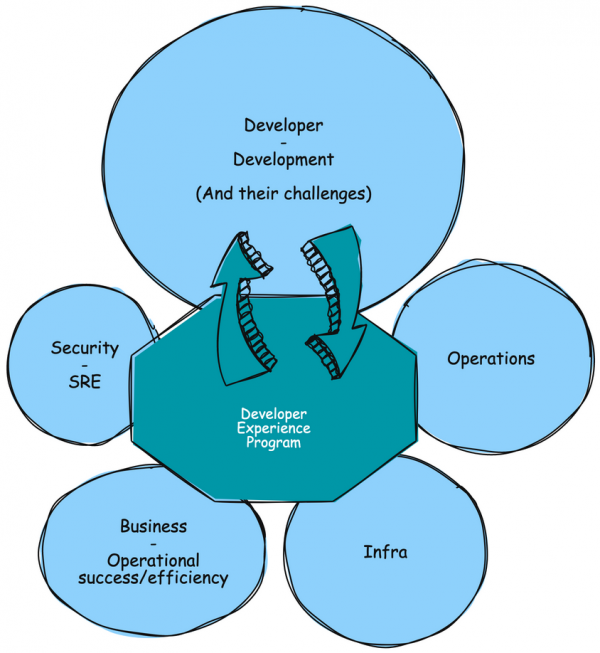 Developer
-
Development
(And their challenges)
Security
-
SRE
Operations
Developer
Experience
Program
Business
-
Operational
success/efficiency
Infra